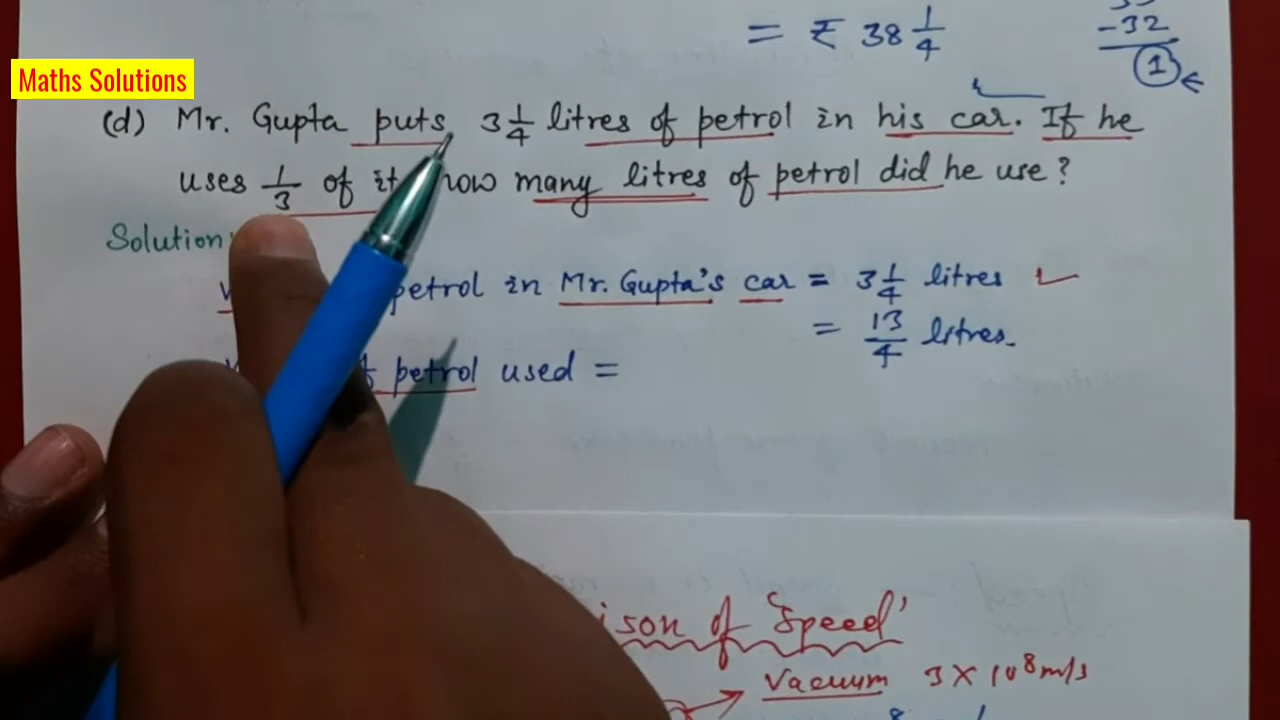 = ₹ 38 1/4
-32
1
Maths Solutions
(d) Mr. Gupta puts 3 1/4 litres of petrol in his car. If he
uses 1/3 of it how many litres of petrol did he use?
Solution
petrol in Mr. Gupta's car = 3 1/4 litres
= 13/4 litres.
petrol used =
of 'Speed'
Vacuum 3 × 10⁸ m/s